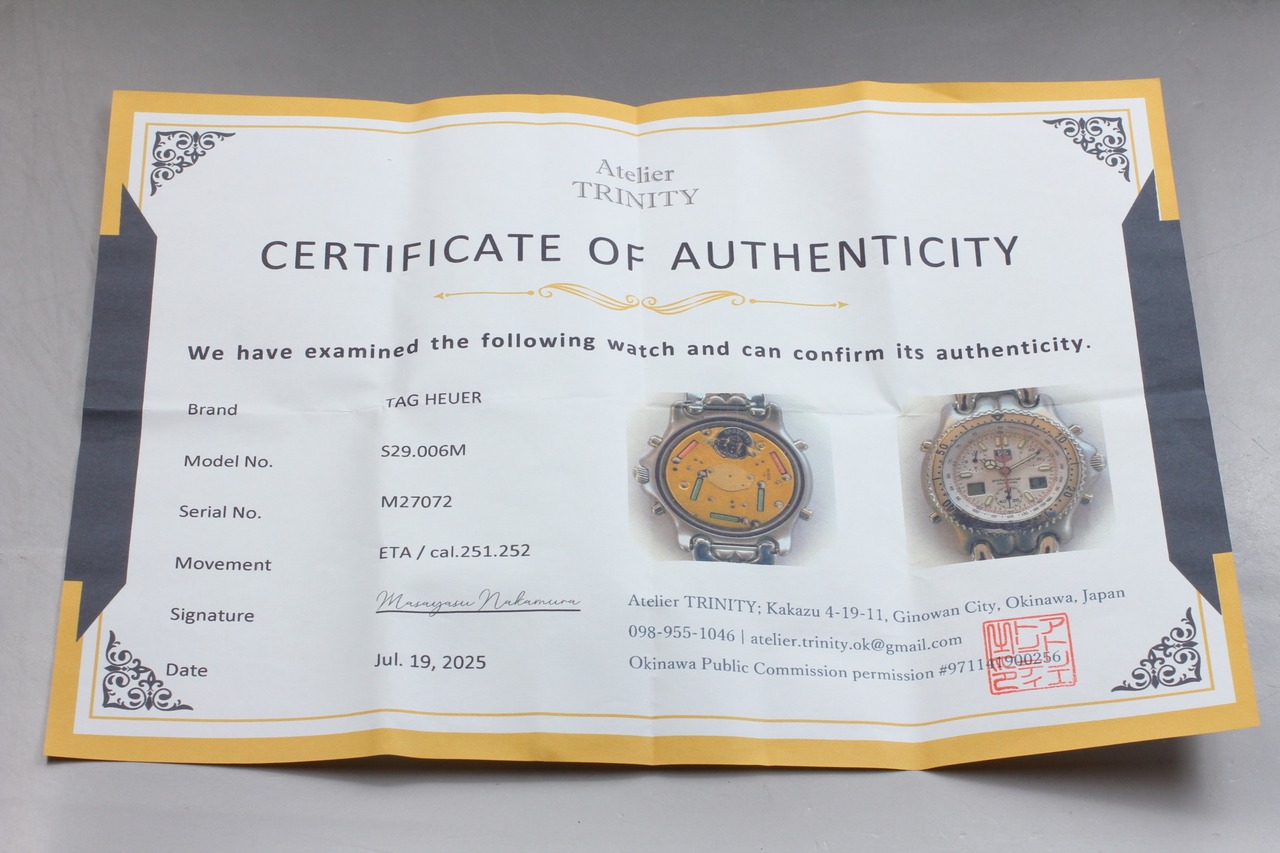 Atelier
TRINITY
CERTIFICATE OF AUTHENTICITY
We have examined the following watch and can confirm its authenticity.
Brand TAG HEUER
Model No. S29.006M
Serial No. M27072
Movement ETA / cal.251.252
Signature Masayasu Nakamura
Date Jul. 19, 2025
Atelier TRINITY; Kakazu 4-19-11, Ginowan City, Okinawa, Japan
098-955-1046 | atelier.trinity.ok@gmail.com
Okinawa Public Commission permission #971141900256